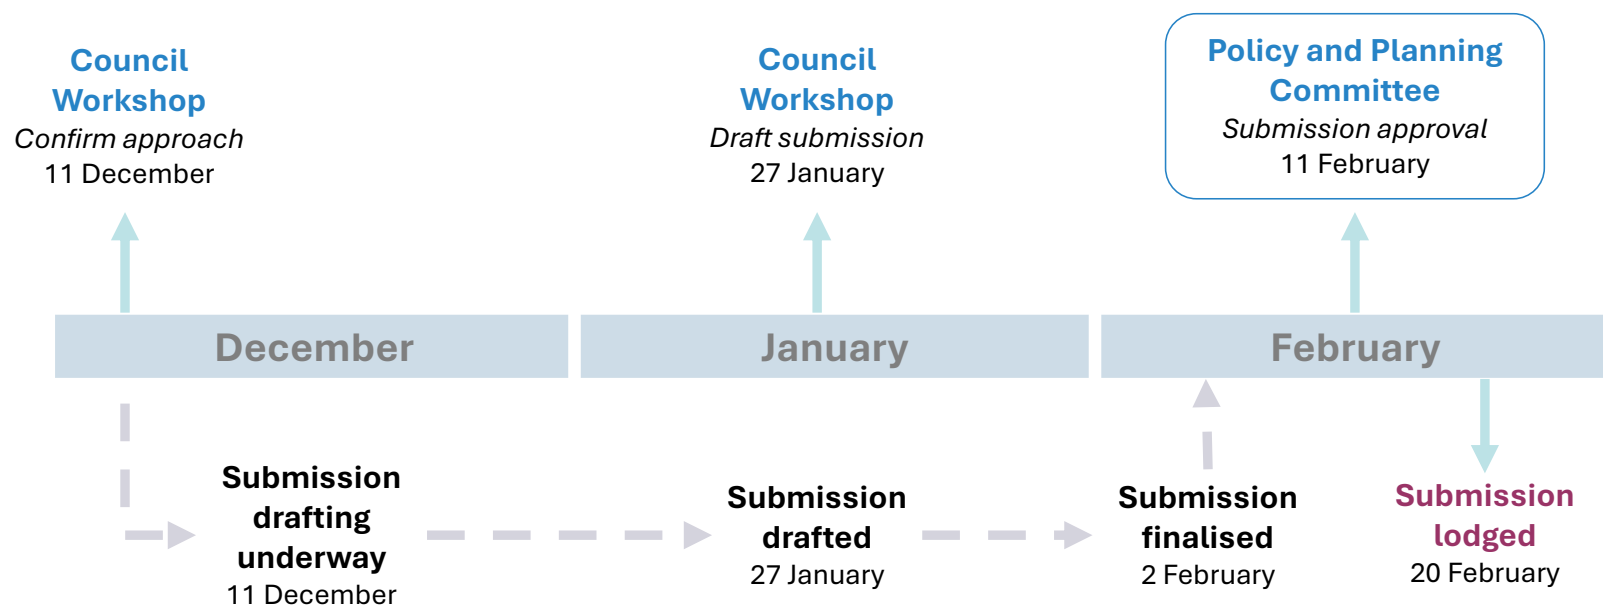 Council
Workshop
Confirm approach
11 December
Council
Workshop
Draft submission
27 January
Policy and Planning
Committee
Submission approval
11 February
December
January
February
Submission
drafting
underway
11 December
Submission
drafted
27 January
Submission
finalised
2 February
Submission
lodged
20 February